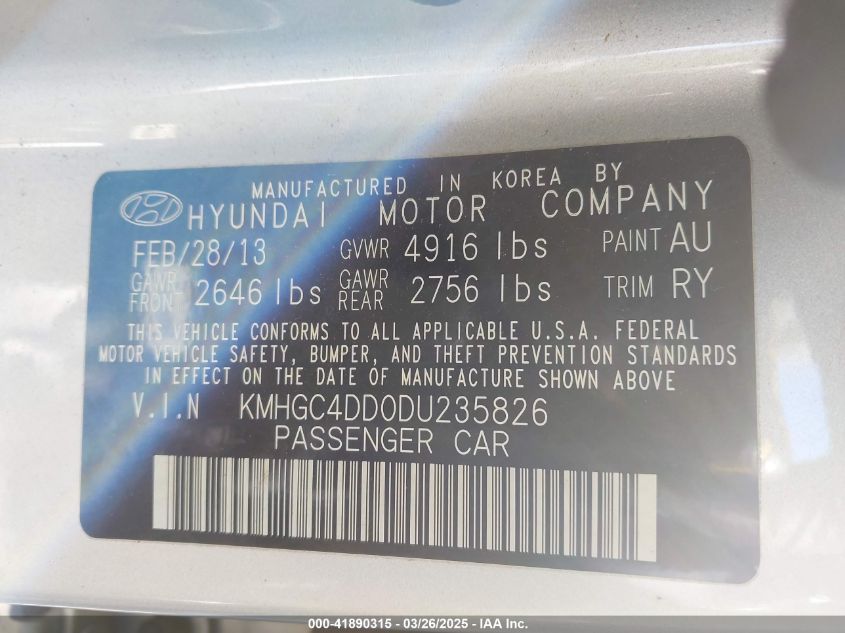 MANUFACTURED IN KOREA BY
HYUNDAI MOTOR COMPANY
FEB/28/13 GVWR 4916 lbs PAINT AU
GAWR FRONT 2646 lbs GAWR REAR 2756 lbs TRIM RY
THIS VEHICLE CONFORMS TO ALL APPLICABLE U.S.A. FEDERAL
MOTOR VEHICLE SAFETY, BUMPER, AND THEFT PREVENTION STANDARDS
IN EFFECT ON THE DATE OF MANUFACTURE SHOWN ABOVE
V.I.N KMHGC4DD0DU235826
PASSENGER CAR
000-41890315 - 03/26/2025 - IAA Inc.